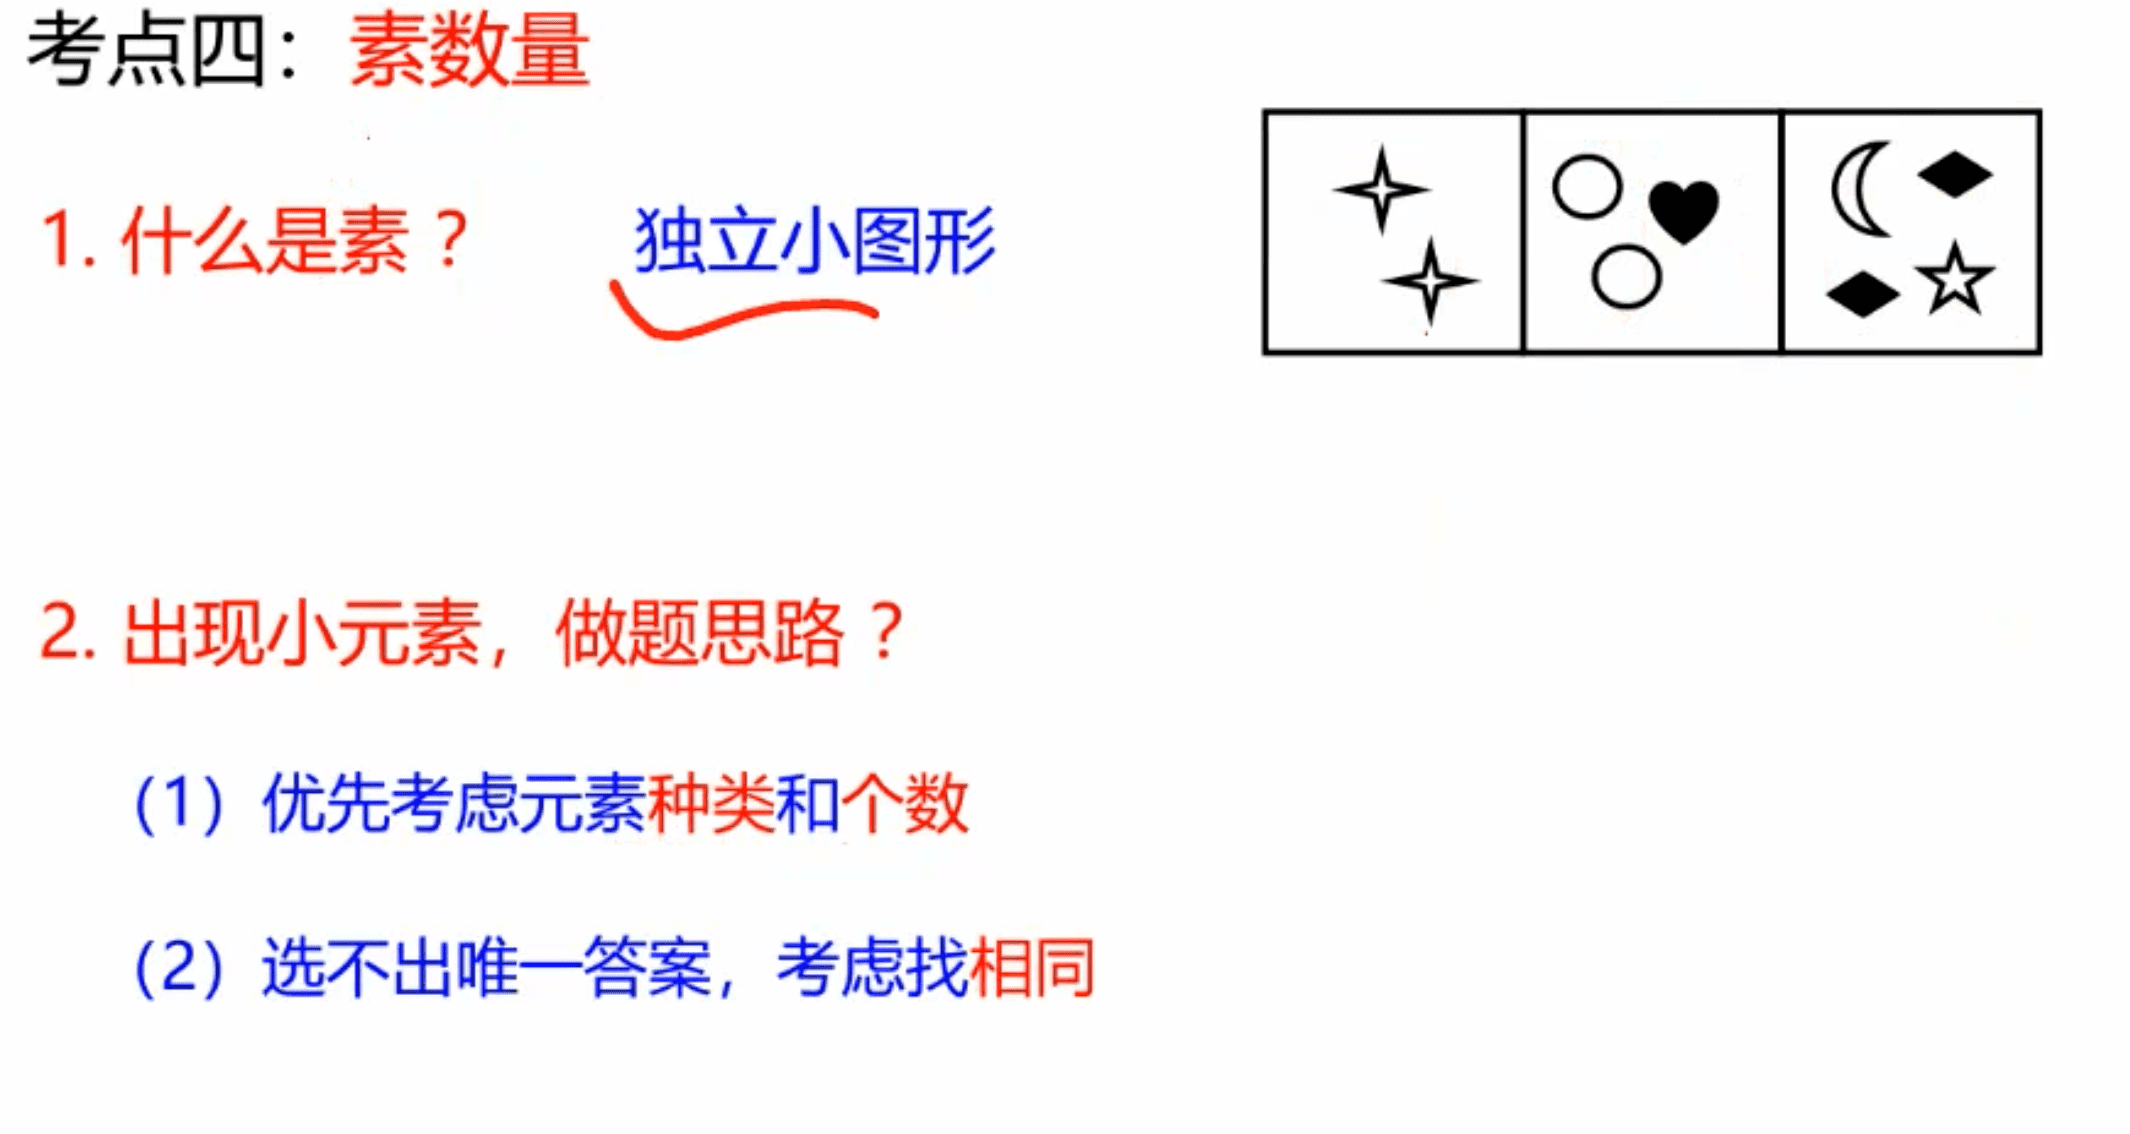 考点四：素数量
1. 什么是素？ 独立小图形
2. 出现小元素，做题思路？
（1）优先考虑元素种类和个数
（2）选不出唯一答案，考虑找相同